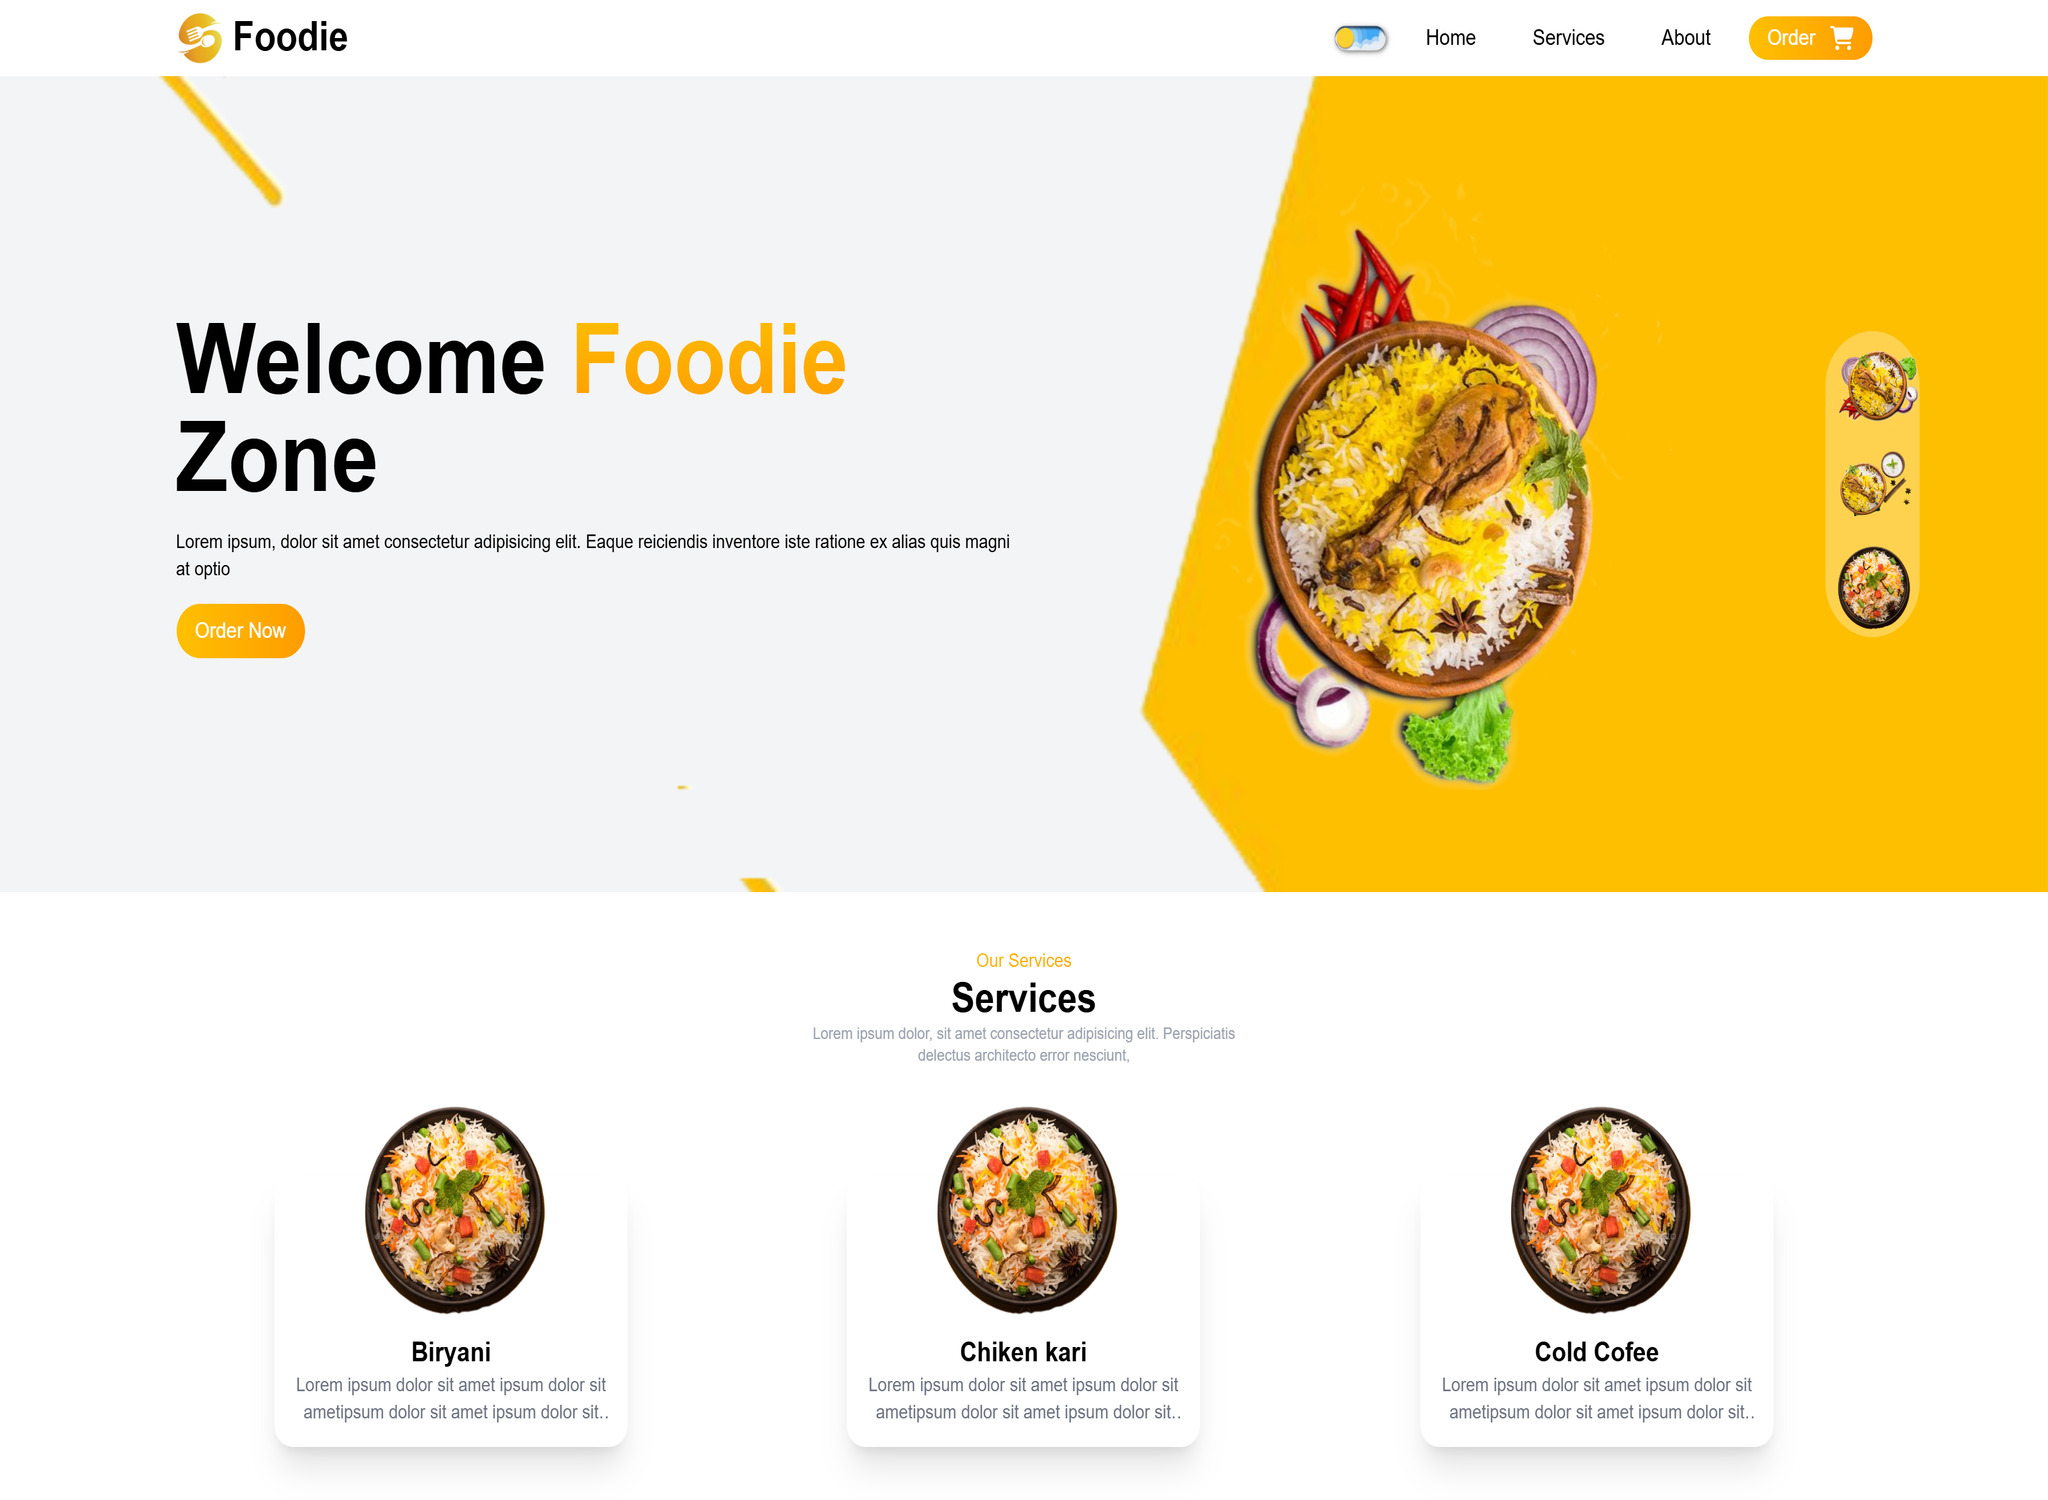 Foodie
Home
Services
About
Order
Welcome Foodie
Zone
Lorem ipsum, dolor sit amet consectetur adipisicing elit. Eaque reiciendis inventore iste ratione ex alias quis magni
at optio
Order Now
Our Services
Services
Lorem ipsum dolor, sit amet consectetur adipisicing elit. Perspiciatis
delectus architecto error nesciunt,
Biryani
Lorem ipsum dolor sit amet ipsum dolor sit
ametipsum dolor sit amet ipsum dolor sit..
Chiken kari
Lorem ipsum dolor sit amet ipsum dolor sit
ametipsum dolor sit amet ipsum dolor sit..
Cold Cofee
Lorem ipsum dolor sit amet ipsum dolor sit
ametipsum dolor sit amet ipsum dolor sit..